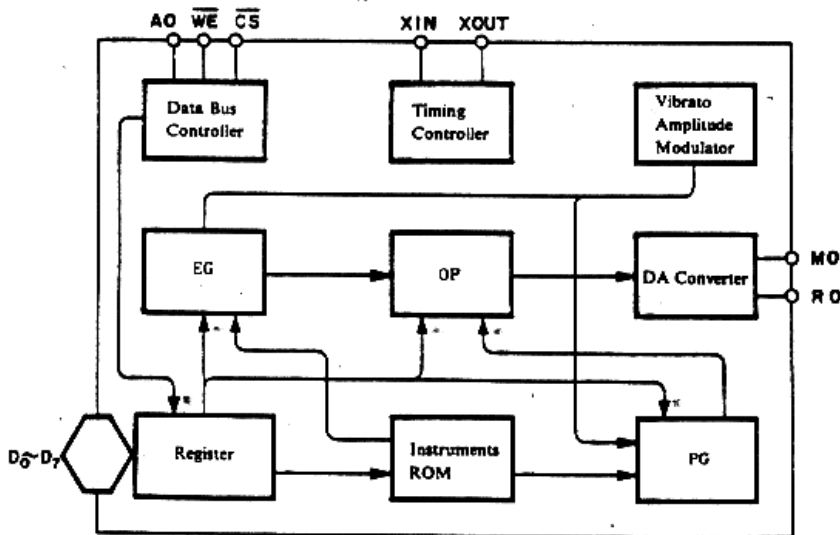 AO WE CS XIN XOUT
Data Bus
Controller
Timing
Controller
Vibrato
Amplitude
Modulator
EG
OP
DA Converter
MO
RO
D0~D7
Register
Instruments
ROM
PG